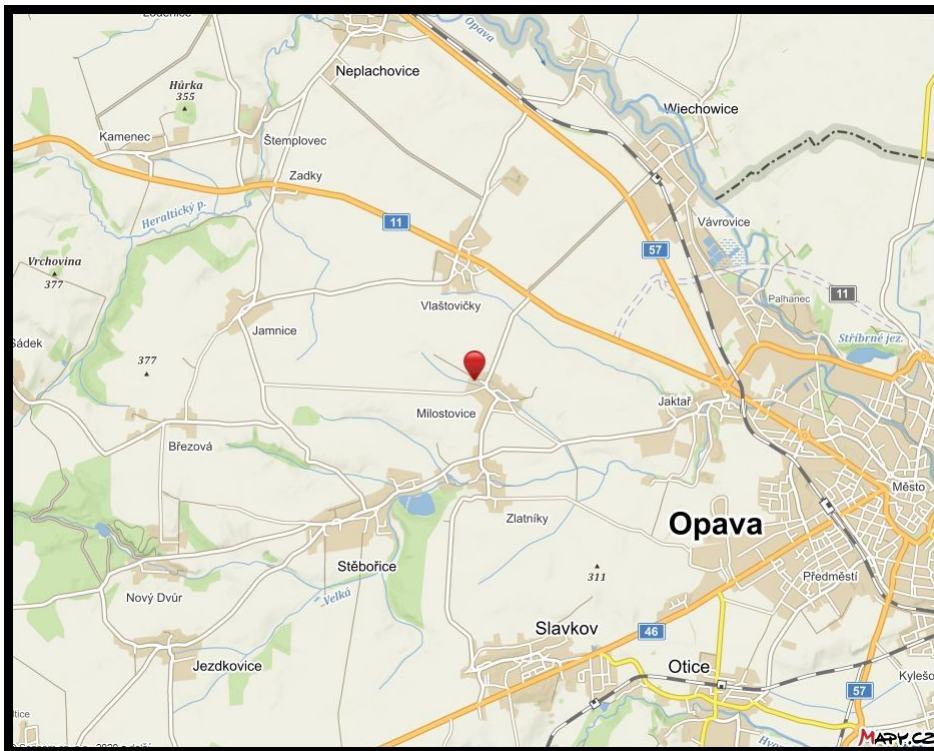 Opava
Neplachovice
Hůrka
355
Wiechowice
Kamenec
Štemplovec
Zadky
Heraltický p.
11
Vávrovice
57
Vrchovina
377
Vlaštovičky
Palhanec
11
Jamnice
Stříbrné jez.
377
Milostovice
Jaktař
Březová
Město
Zlatníky
Opava
Stěbořice
311
Předměstí
Nový Dvůr
Velká
Slavkov
46
Jezdkovice
Otice
57
MAPY.CZ